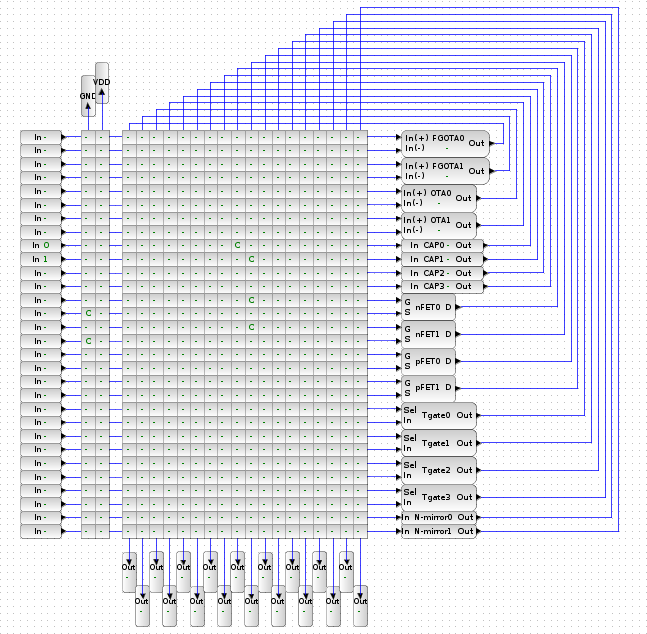 VDD
GND
In - In(+) FGOTA0 Out
In - In(-) -
In - In(+) FGOTA1 Out
In - In(-) -
In - In(+) OTA0 Out
In - In(-) -
In - In(+) OTA1 Out
In - In(-) -
In 0 C In CAP0 - Out
In 1 C In CAP1 - Out
In - In CAP2 - Out
In - In CAP3 - Out
In - C G nFET0 D
In - C S
In - C G nFET1 D
In - C S
In - G pFET0 D
In - S
In - G pFET1 D
In - S
In - Sel Tgate0 Out
In - In
In - Sel Tgate1 Out
In - In
In - Sel Tgate2 Out
In - In
In - Sel Tgate3 Out
In - In
In - In N-mirror0 Out
In - In N-mirror1 Out
Out Out Out Out Out Out Out Out Out
- - - - - - - - -
Out Out Out Out Out Out Out Out Out
- - - - - - - - -